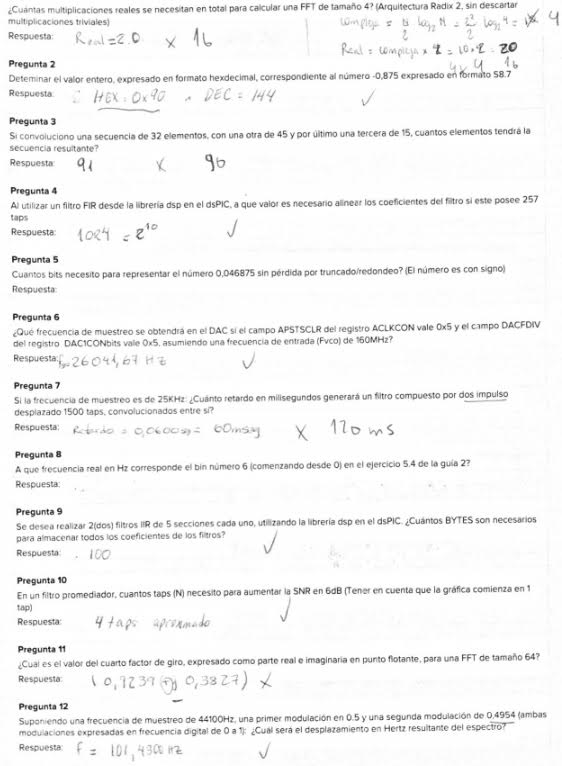 ¿Cuántas multiplicaciones reales se necesitan en total para calcular una FFT de tamaño 4? (Arquitectura Radix 2, sin descartar
multiplicaciones triviales)
compleja = N/2 log₂ N = 2²/2 log₂ 4 = 4
Respuesta: Real = 20 X 16
Real = compleja x 2 = 10 x 2 = 20
4 x 4 16
Pregunta 2
Deteminar el valor entero, expresado en formato hexdecimal, correspondiente al número -0,875 expresado en formato S8.7
Respuesta: HEX: 0x90 DEC = 144 ✓
Pregunta 3
Si convoluciono una secuencia de 32 elementos, con una otra de 45 y por último una tercera de 15, cuantos elementos tendrá la
secuencia resultante?
Respuesta: 91 X 90
Pregunta 4
Al utilizar un filtro FIR desde la librería dsp en el dsPIC, a que valor es necesario alinear los coeficientes del filtro si este posee 257
taps
Respuesta: 1024 = 2¹⁰ ✓
Pregunta 5
Cuantos bits necesito para representar el número 0,046875 sin pérdida por truncado/redondeo? (El número es con signo)
Respuesta:
Pregunta 6
¿Qué frecuencia de muestreo se obtendrá en el DAC si el campo APSTSCLR del registro ACLKCON vale 0x5 y el campo DACFDIV
del registro DAC1CONbits vale 0x5, asumiendo una frecuencia de entrada (Fvco) de 160MHz?
Respuesta: = 26041,67 HZ ✓
Pregunta 7
Si la frecuencia de muestreo es de 25KHz: ¿Cuánto retardo en milisegundos generará un filtro compuesto por dos impulso
desplazado 1500 taps, convolucionados entre sí?
Respuesta: Retardo = 0,0600sg = 60msg X 120 ms
Pregunta 8
A que frecuencia real en Hz corresponde el bin número 6 (comenzando desde 0) en el ejercicio 5.4 de la guía 2?
Respuesta:
Pregunta 9
Se desea realizar 2(dos) filtros IIR de 5 secciones cada uno, utilizando la librería dsp en el dsPIC. ¿Cuántos BYTES son necesarios
para almacenar todos los coeficientes de los filtros?
Respuesta: 100 ✓
Pregunta 10
En un filtro promediador, cuantos taps (N) necesito para aumentar la SNR en 6dB (Tener en cuenta que la gráfica comienza en 1
tap)
Respuesta: 4 taps aproximado ✓
Pregunta 11
¿Cual es el valor del cuarto factor de giro, expresado como parte real e imaginaria en punto flotante, para una FFT de tamaño 64?
Respuesta: (0,9239 + j 0,3827) X
Pregunta 12
Suponiendo una frecuencia de muestreo de 44100Hz, una primer modulación en 0.5 y una segunda modulación de 0,4954 (ambas
modulaciones expresadas en frecuencia digital de 0 a 1): ¿Cuál será el desplazamiento en Hertz resultante del espectro?
Respuesta: f = 101,4300 HZ ✓